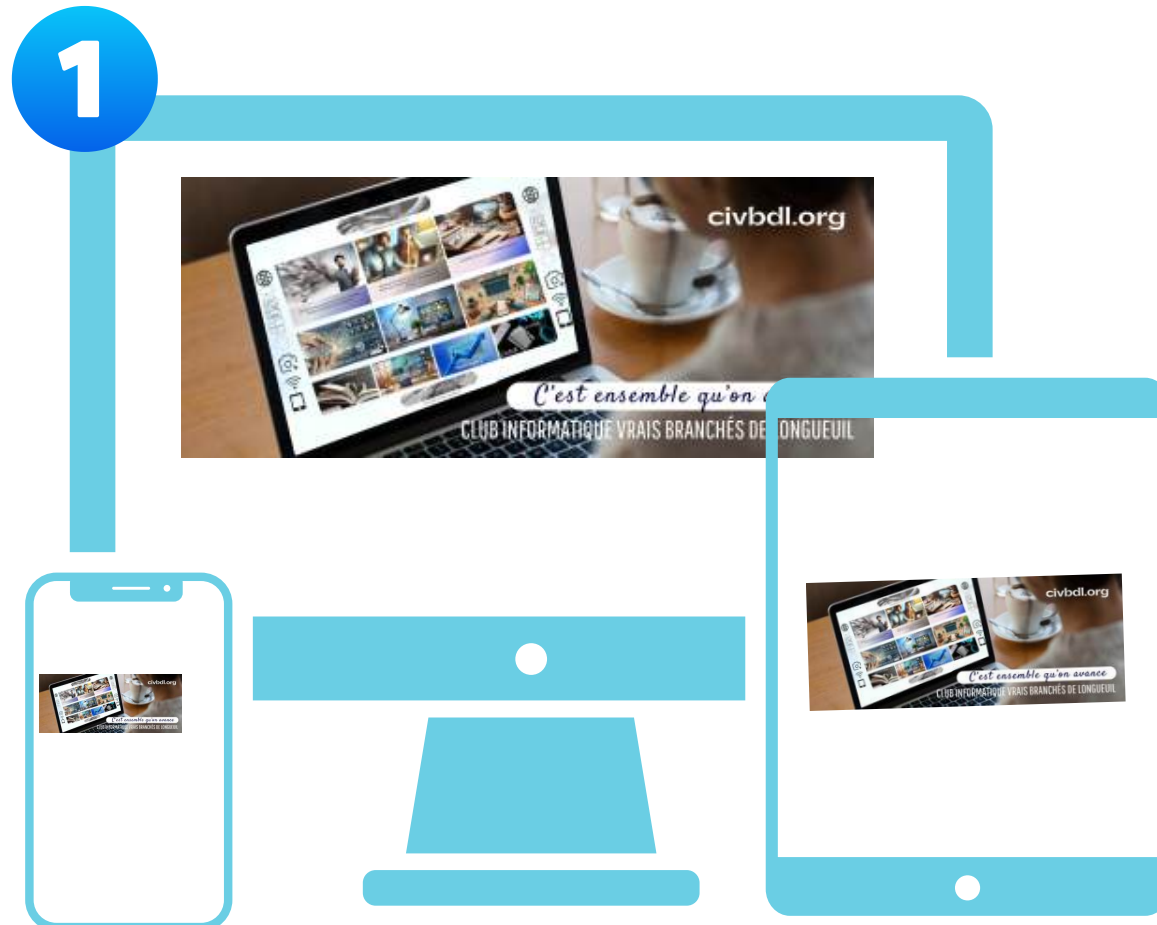 1
civbdl.org
C'est ensemble qu'on a
CLUB INFORMATIQUE VRAIS BRANCHÉS DE LONGUEUIL
civbdl.org
C'est ensemble qu'on avance
CLUB INFORMATIQUE VRAIS BRANCHÉS DE LONGUEUIL
civbdl.org
C'est ensemble qu'on avance
CLUB INFORMATIQUE VRAIS BRANCHÉS DE LONGUEUIL